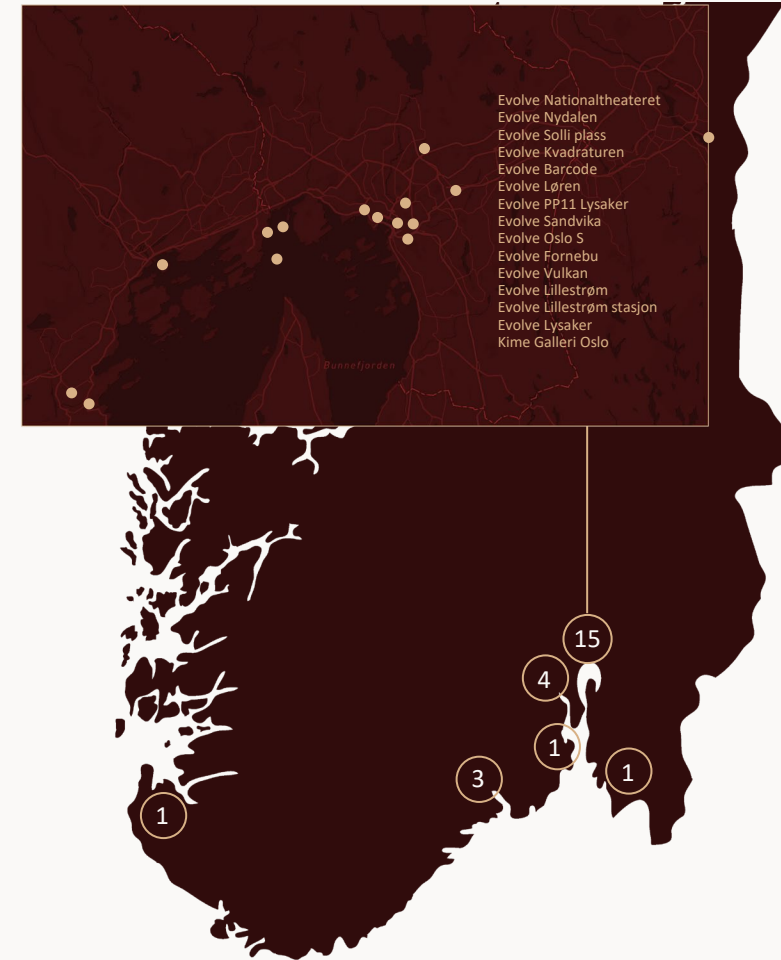 Evolve Nationaltheateret
Evolve Nydalen
Evolve Solli plass
Evolve Kvadraturen
Evolve Barcode
Evolve Løren
Evolve PP11 Lysaker
Evolve Sandvika
Evolve Oslo S
Evolve Fornebu
Evolve Vulkan
Evolve Lillestrøm
Evolve Lillestrøm stasjon
Evolve Lysaker
Kime Galleri Oslo
Bunnefjorden
15
4
1
3
1
1